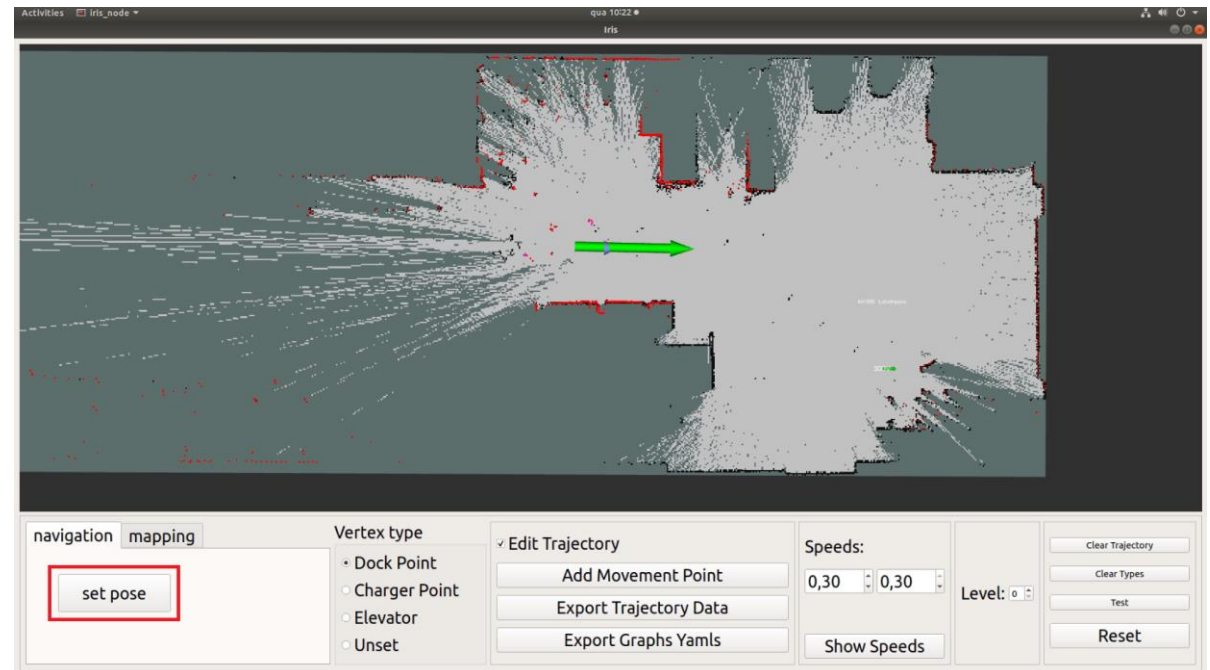 Activities iris_node
qua 10:22
Iris
navigation
mapping
set pose
Vertex type
Dock Point
Charger Point
Elevator
Unset
Edit Trajectory
Add Movement Point
Export Trajectory Data
Export Graphs Yamls
Speeds:
0,30 0,30
Show Speeds
Level: 0
Clear Trajectory
Clear Types
Test
Reset